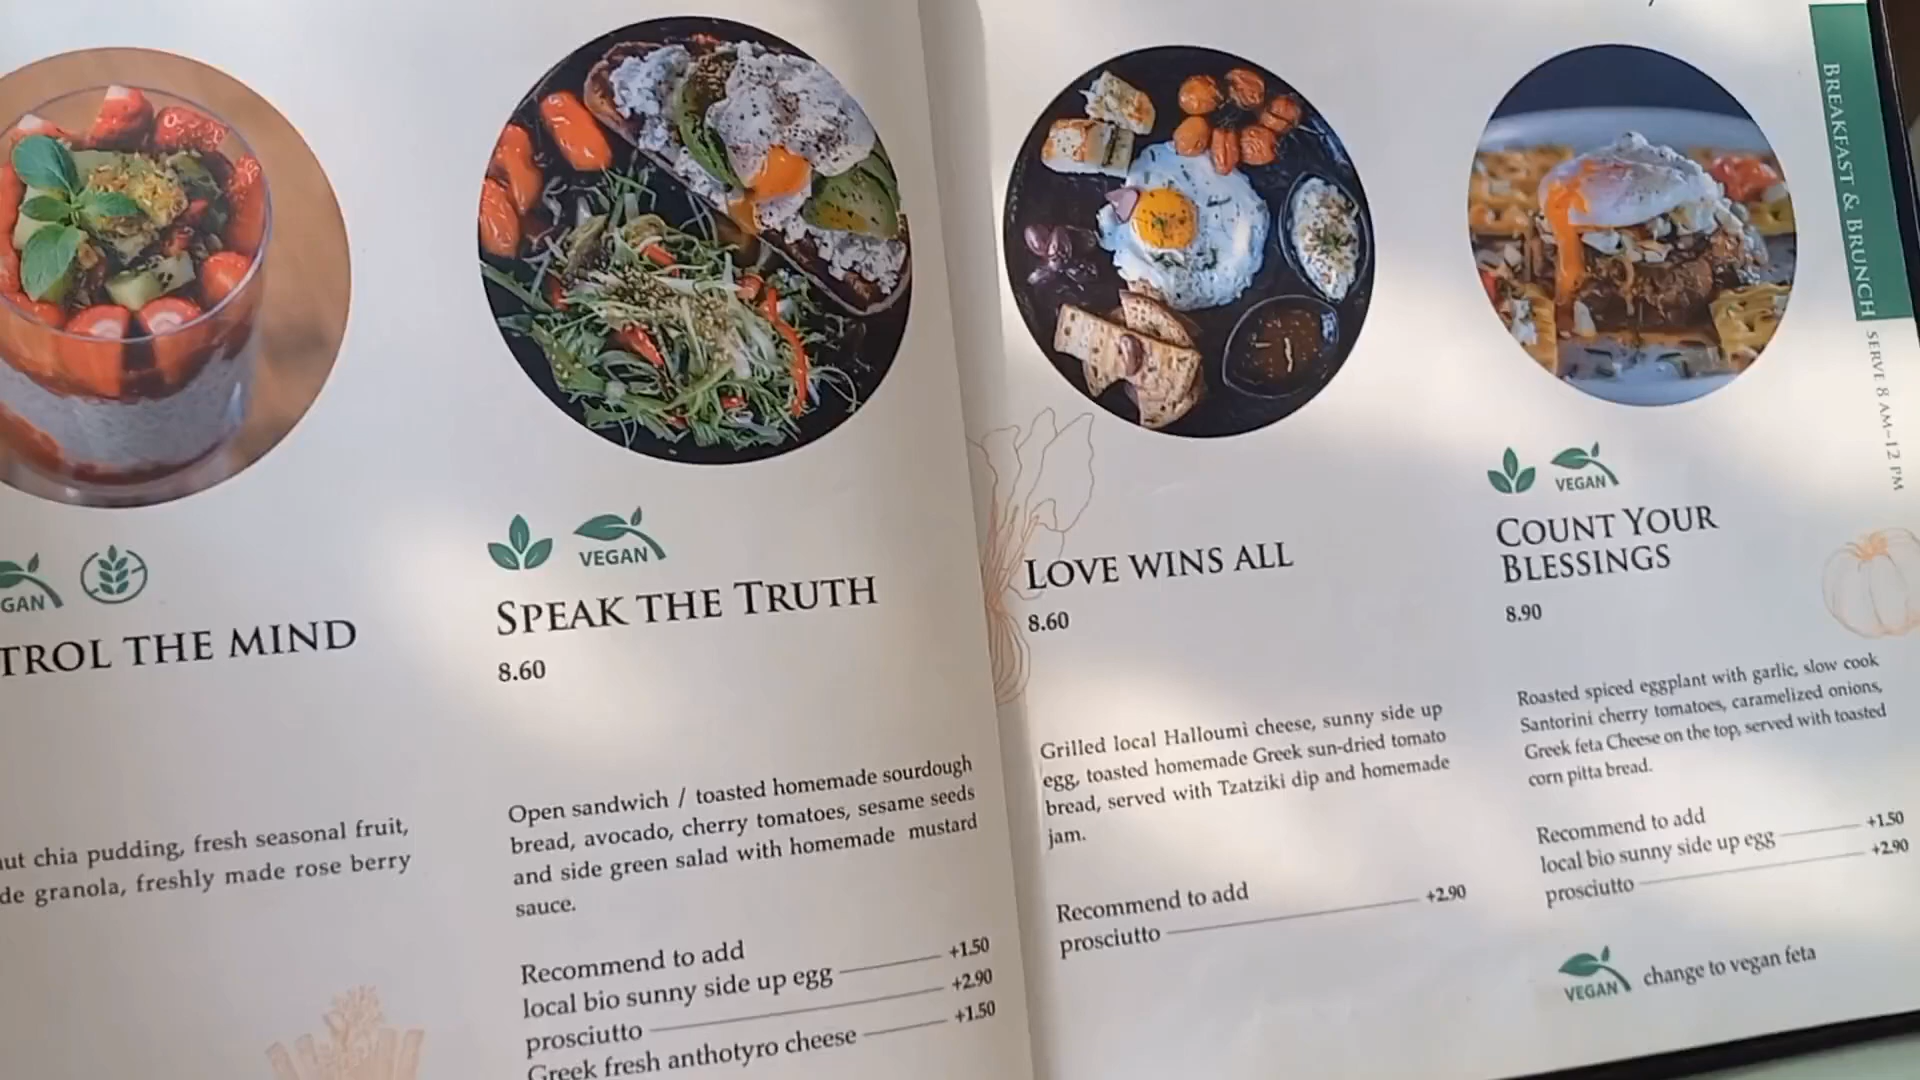 GAN
TROL THE MIND
ut chia pudding, fresh seasonal fruit,
de granola, freshly made rose berry
VEGAN
SPEAK THE TRUTH
8.60
Open sandwich / toasted homemade sourdough
bread, avocado, cherry tomatoes, sesame seeds
and side green salad with homemade mustard
sauce.
Recommend to add
local bio sunny side up egg +1.50
prosciutto +2.90
Greek fresh anthotyro cheese +1.50
LOVE WINS ALL
8.60
Grilled local Halloumi cheese, sunny side up
egg, toasted homemade Greek sun-dried tomato
bread, served with Tzatziki dip and homemade
jam.
Recommend to add
prosciutto +2.90
VEGAN
COUNT YOUR
BLESSINGS
8.90
Roasted spiced eggplant with garlic, slow cook
Santorini cherry tomatoes, caramelized onions,
Greek feta Cheese on the top, served with toasted
corn pitta bread.
Recommend to add
local bio sunny side up egg +1.50
prosciutto +2.90
VEGAN change to vegan feta
BREAKFAST & BRUNCH SERVE 8 AM-12 PM